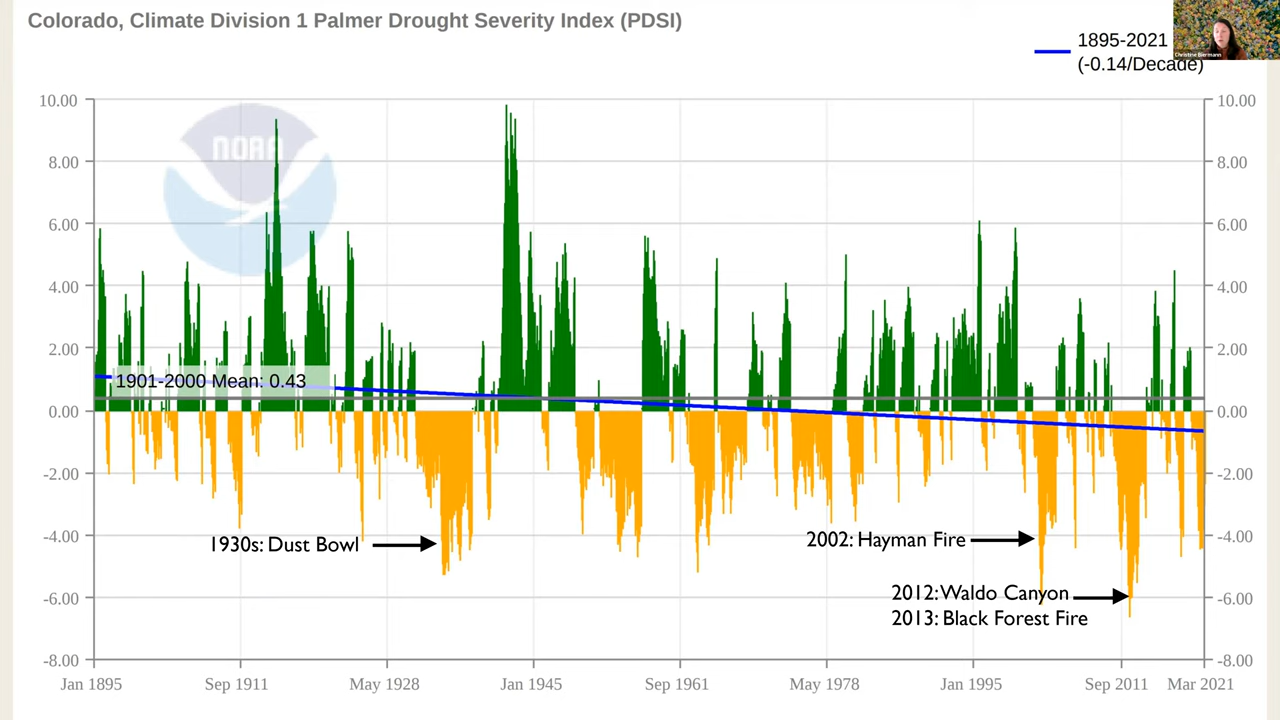 Colorado, Climate Division 1 Palmer Drought Severity Index (PDSI)
1895-2021
(-0.14/Decade)
Christine Biermann
10.00
8.00
6.00
4.00
2.00
0.00
-2.00
-4.00
-6.00
-8.00
10.00
8.00
6.00
4.00
2.00
0.00
-2.00
-4.00
-6.00
-8.00
NOAA
1901-2000 Mean: 0.43
1930s: Dust Bowl
2002: Hayman Fire
2012: Waldo Canyon
2013: Black Forest Fire
Jan 1895
Sep 1911
May 1928
Jan 1945
Sep 1961
May 1978
Jan 1995
Sep 2011
Mar 2021